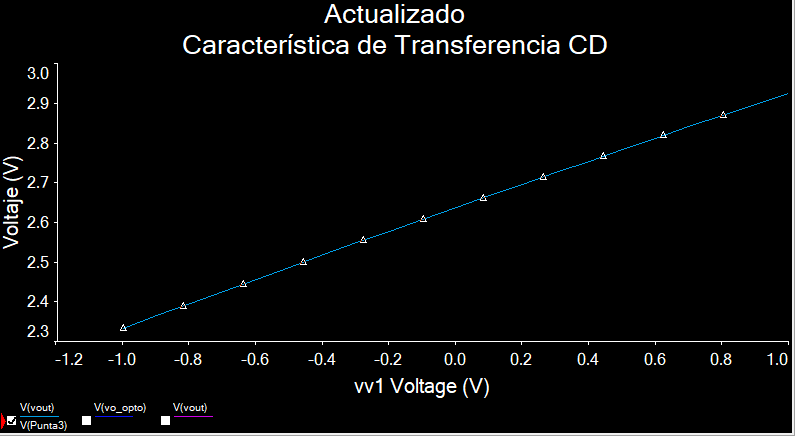 Actualizado
Característica de Transferencia CD
3.0
2.9
2.8
2.7
2.6
2.5
2.4
2.3
Voltaje (V)
-1.2 -1.0 -0.8 -0.6 -0.4 -0.2 0.0 0.2 0.4 0.6 0.8 1.0
vv1 Voltage (V)
V(vout) V(vo_opto) V(vout)
V(Punta3)